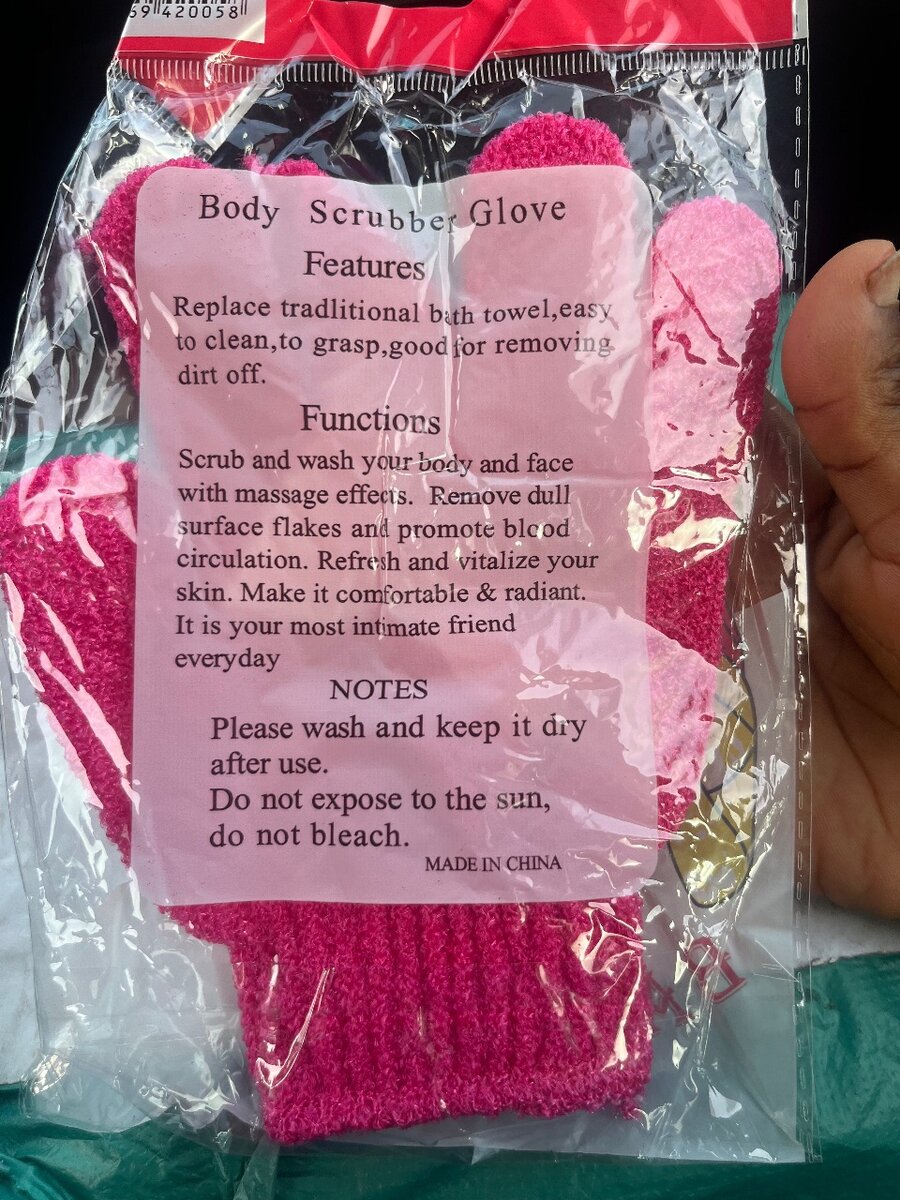 69 420058
Body Scrubber Glove
Features
Replace tradlitional bath towel,easy
to clean,to grasp,good for removing
dirt off.
Functions
Scrub and wash your body and face
with massage effects. Remove dull
surface flakes and promote blood
circulation. Refresh and vitalize your
skin. Make it comfortable & radiant.
It is your most intimate friend
everyday
NOTES
Please wash and keep it dry
after use.
Do not expose to the sun,
do not bleach.
MADE IN CHINA